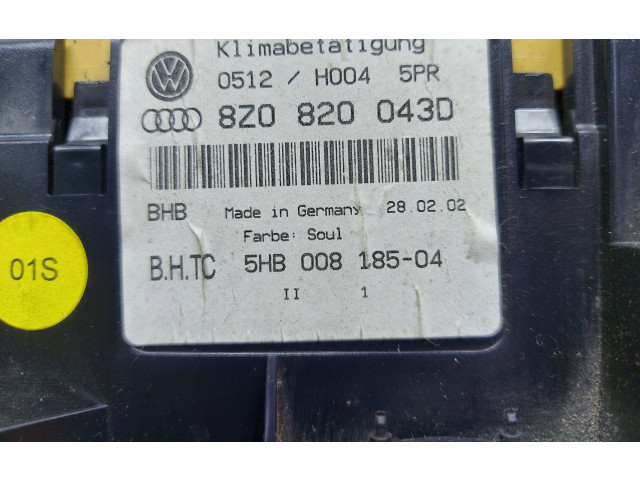 Klimabetätigung
0512 / H004 5PR
8Z0 820 043D
BHB Made in Germany 28.02.02
Farbe: Soul
B.H.TC 5HB 008 185-04
II 1
01S